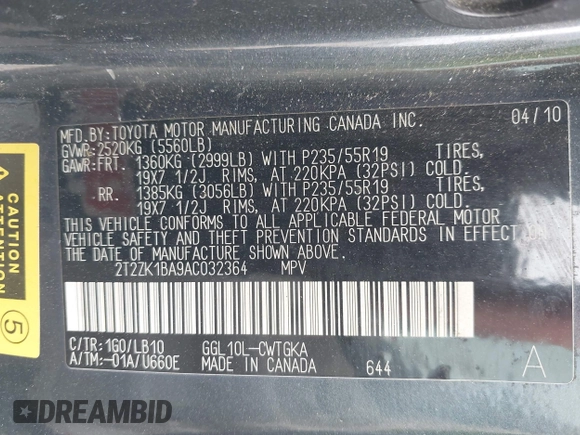 MFD.BY:TOYOTA MOTOR MANUFACTURING CANADA INC. 04/10
GVWR:2520KG (5560LB)
GAWR:FRT. 1360KG (2999LB) WITH P235/55R19 TIRES,
19X7 1/2J RIMS, AT 220KPA (32PSI) COLD.
RR. 1385KG (3056LB) WITH P235/55R19 TIRES,
19X7 1/2J RIMS, AT 220KPA (32PSI) COLD.
THIS VEHICLE CONFORMS TO ALL APPLICABLE FEDERAL MOTOR
VEHICLE SAFETY AND THEFT PREVENTION STANDARDS IN EFFECT ON
THE DATE OF MANUFACTURE SHOWN ABOVE.
2T2ZK1BA9AC032364 MPV
C/TR:1G0/LB10 GGL10L-CWTGKA
A/TM:-01A/U660E MADE IN CANADA 644 A
CAUTION
ATTENTION
5
DREAMBID